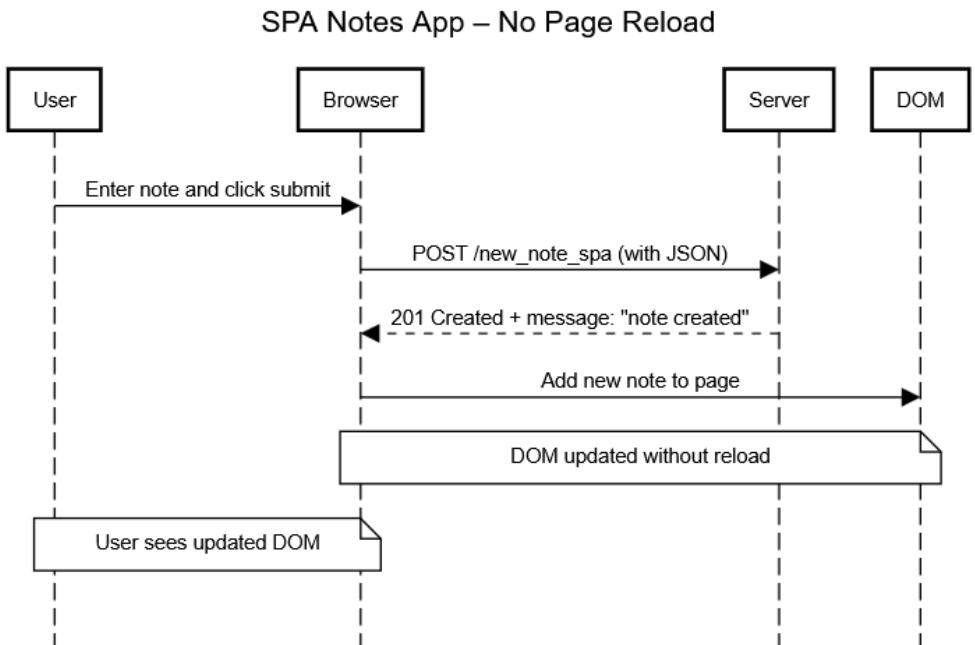 SPA Notes App – No Page Reload
User
Browser
Server
DOM
Enter note and click submit
POST /new_note_spa (with JSON)
201 Created + message: "note created"
Add new note to page
DOM updated without reload
User sees updated DOM